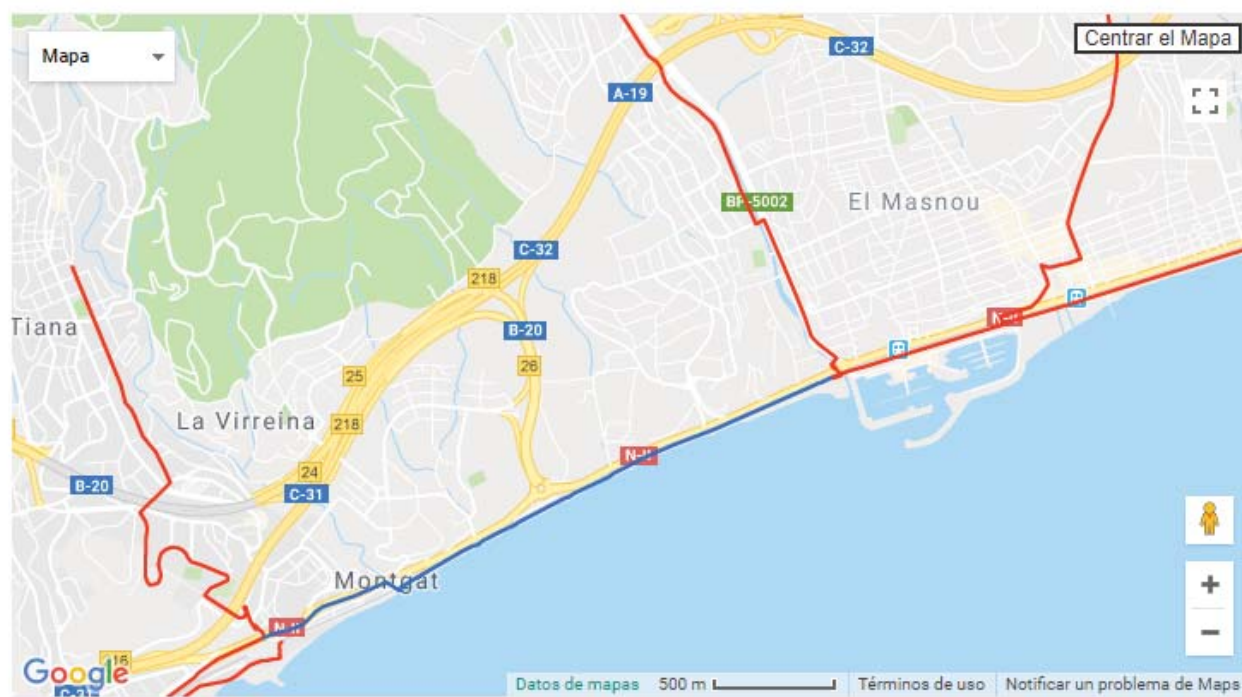 Mapa
Centrar el Mapa
C-32
A-19
BP-5002
El Masnou
C-32
218
Tiana
B-20
N-II
26
25
La Virreina
218
N-II
24
B-20
C-31
Montgat
N-II
Google
Datos de mapas
500 m
Términos de uso
Notificar un problema de Maps